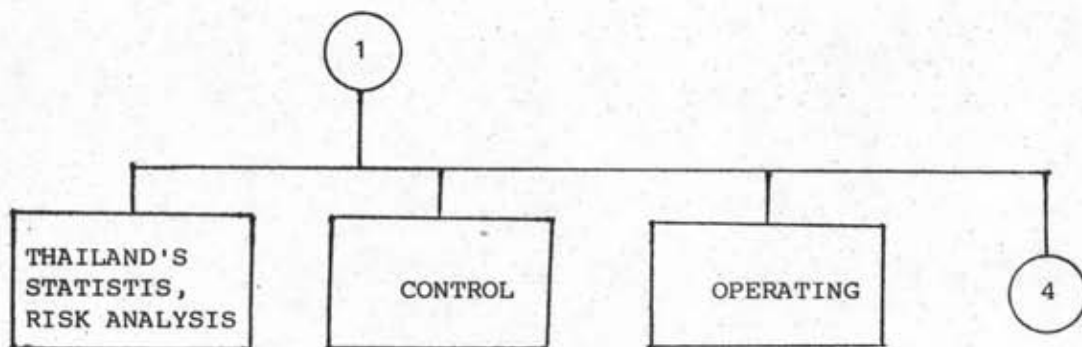 1
THAILAND'S
STATISTIS,
RISK ANALYSIS
CONTROL
OPERATING
4